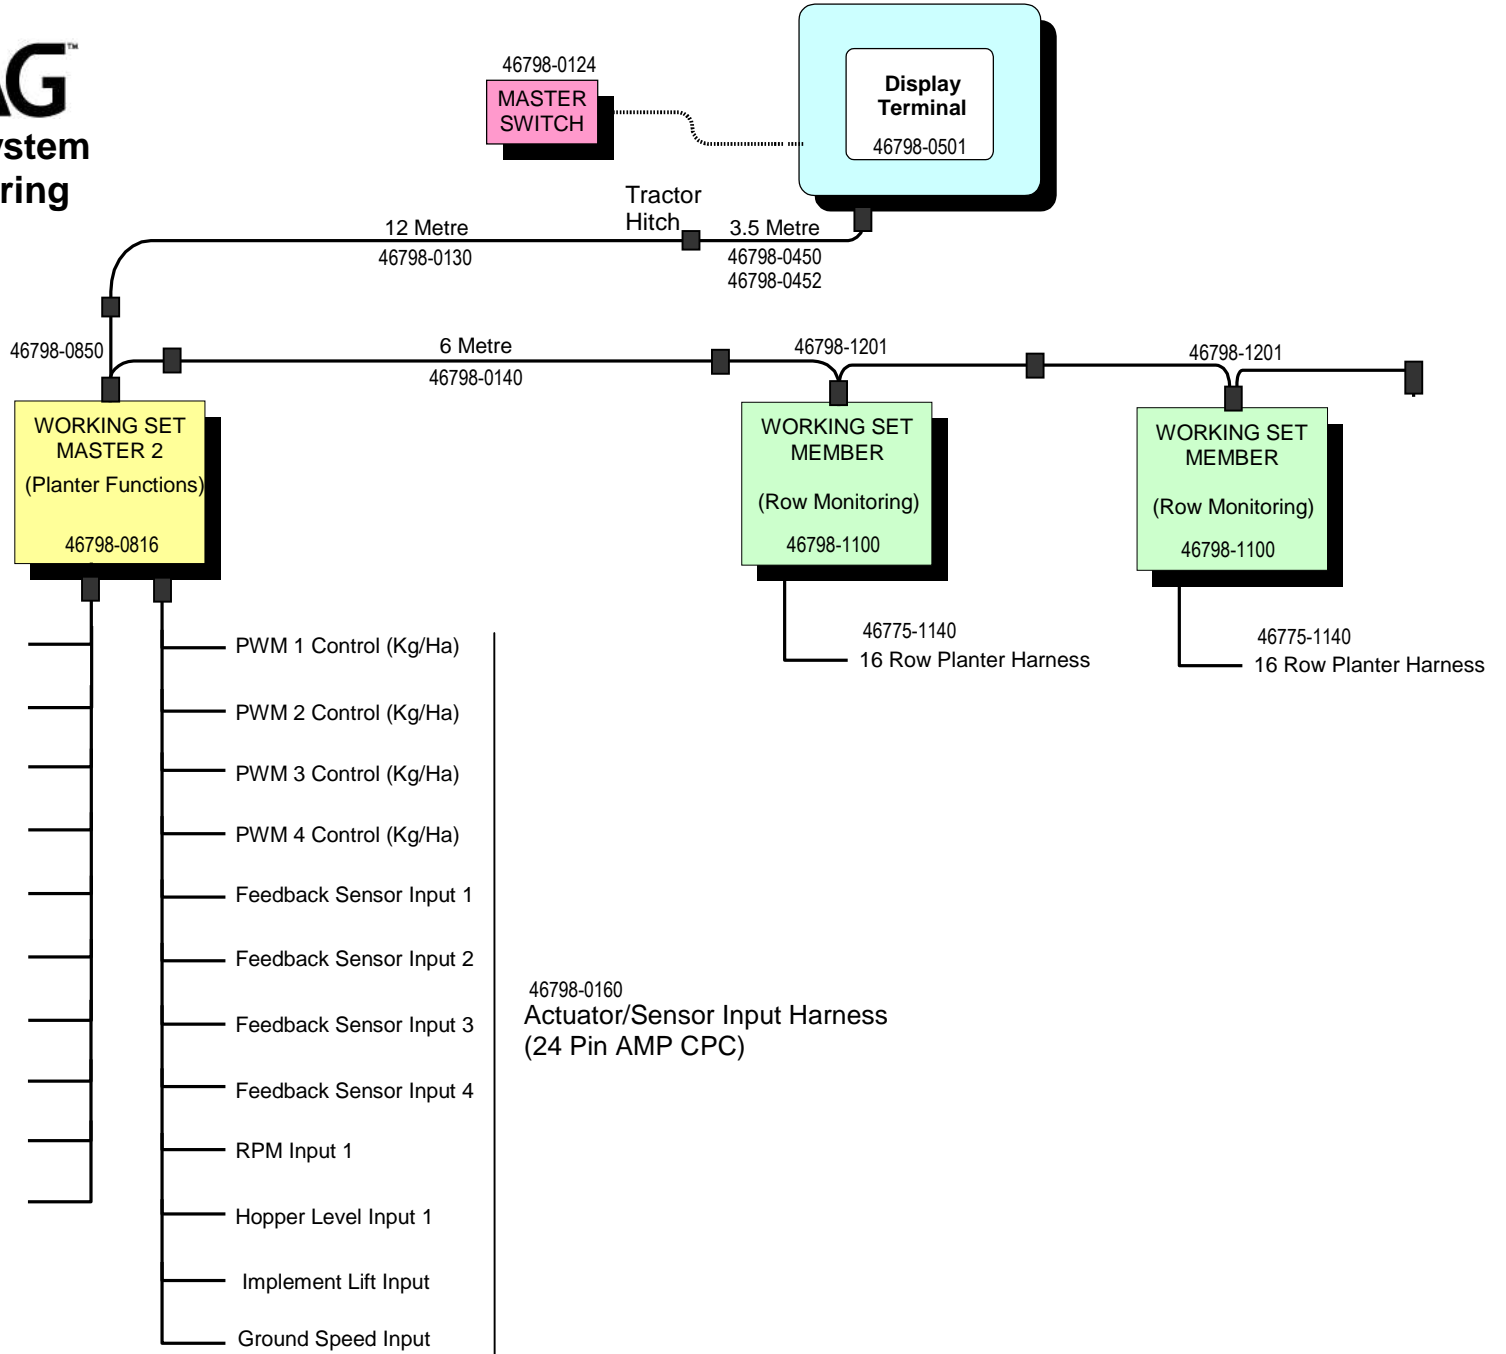 AG™
46798-0124
MASTER
SWITCH
Display
Terminal
46798-0501
Tractor
Hitch
12 Metre
46798-0130
3.5 Metre
46798-0450
46798-0452
46798-0850
6 Metre
46798-0140
46798-1201
46798-1201
WORKING SET
MASTER 2
(Planter Functions)
46798-0816
WORKING SET
MEMBER
(Row Monitoring)
46798-1100
WORKING SET
MEMBER
(Row Monitoring)
46798-1100
46775-1140
16 Row Planter Harness
46775-1140
16 Row Planter Harness
PWM 1 Control (Kg/Ha)
PWM 2 Control (Kg/Ha)
PWM 3 Control (Kg/Ha)
PWM 4 Control (Kg/Ha)
Feedback Sensor Input 1
Feedback Sensor Input 2
Feedback Sensor Input 3
Feedback Sensor Input 4
RPM Input 1
Hopper Level Input 1
Implement Lift Input
Ground Speed Input
46798-0160
Actuator/Sensor Input Harness
(24 Pin AMP CPC)